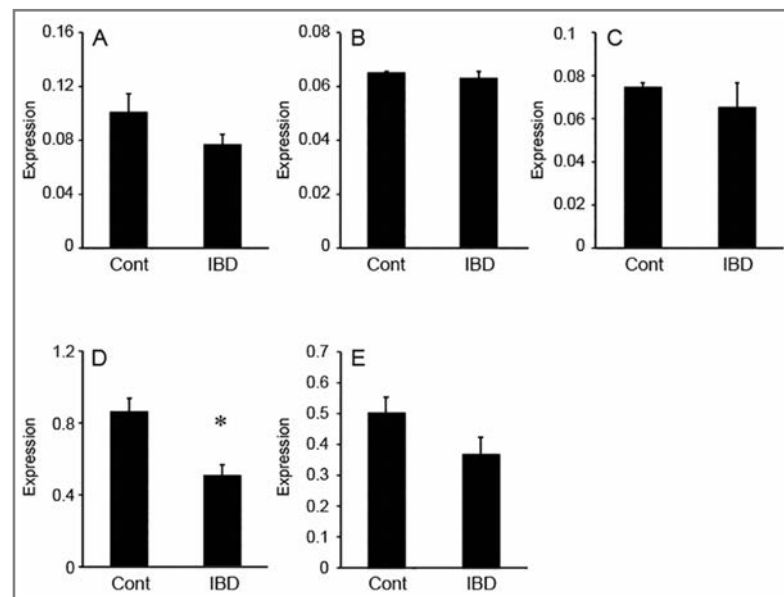 A
0.16
0.12
0.08
0.04
0
Expression
Cont
IBD
B
0.08
0.06
0.04
0.02
0
Expression
Cont
IBD
C
0.1
0.08
0.06
0.04
0.02
0
Expression
Cont
IBD
D
1.2
0.8
0.4
0
Expression
*
Cont
IBD
E
0.7
0.6
0.5
0.4
0.3
0.2
0.1
0
Expression
Cont
IBD